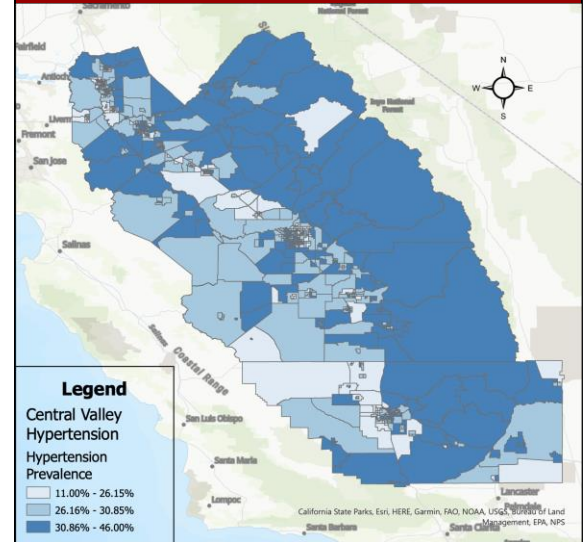 Sacramento
National Forest
Fairfield
Antioch
Inyo National
Forest
N
W
E
S
Fremont
San Jose
Salinas
Salinas
Coastal Range
San Luis Obispo
Santa Maria
Lompoc
Santa Barbara
Santa Clarita
Lancaster
Palmdale
Legend
Central Valley
Hypertension
Hypertension
Prevalence
11.00% - 26.15%
26.16% - 30.85%
30.86% - 46.00%
California State Parks, Esri, HERE, Garmin, FAO, NOAA, USGS, Bureau of Land
Management, EPA, NPS